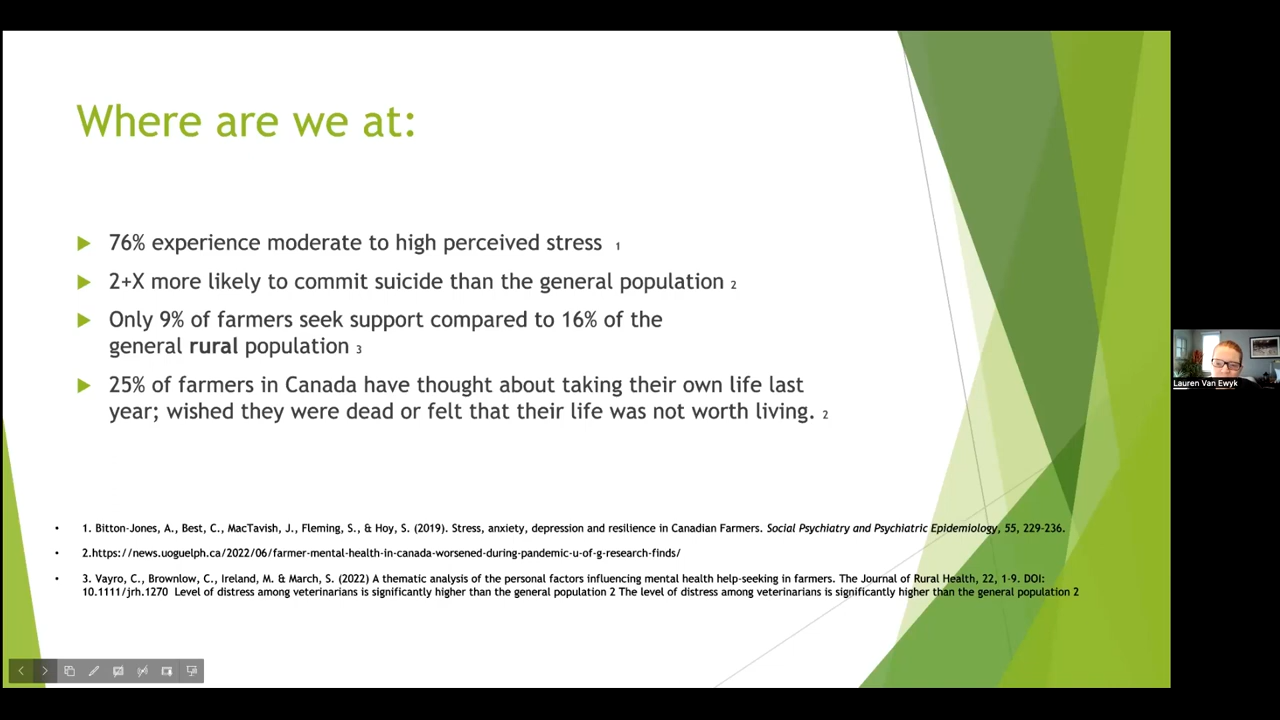 Where are we at:
76% experience moderate to high perceived stress 1
2+X more likely to commit suicide than the general population 2
Only 9% of farmers seek support compared to 16% of the
general rural population 3
25% of farmers in Canada have thought about taking their own life last
year; wished they were dead or felt that their life was not worth living. 2
1. Bitton-Jones, A., Best, C., MacTavish, J., Fleming, S., & Hoy, S. (2019). Stress, anxiety, depression and resilience in Canadian Farmers. Social Psychiatry and Psychiatric Epidemiology, 55, 229-236.
2.https://news.uoguelph.ca/2022/06/farmer-mental-health-in-canada-worsened-during-pandemic-u-of-g-research-finds/
3. Vayro, C., Brownlow, C., Ireland, M. & March, S. (2022) A thematic analysis of the personal factors influencing mental health help-seeking in farmers. The Journal of Rural Health, 22, 1-9. DOI:
10.1111/jrh.1270 Level of distress among veterinarians is significantly higher than the general population 2 The level of distress among veterinarians is significantly higher than the general population 2
Lauren Van Ewyk